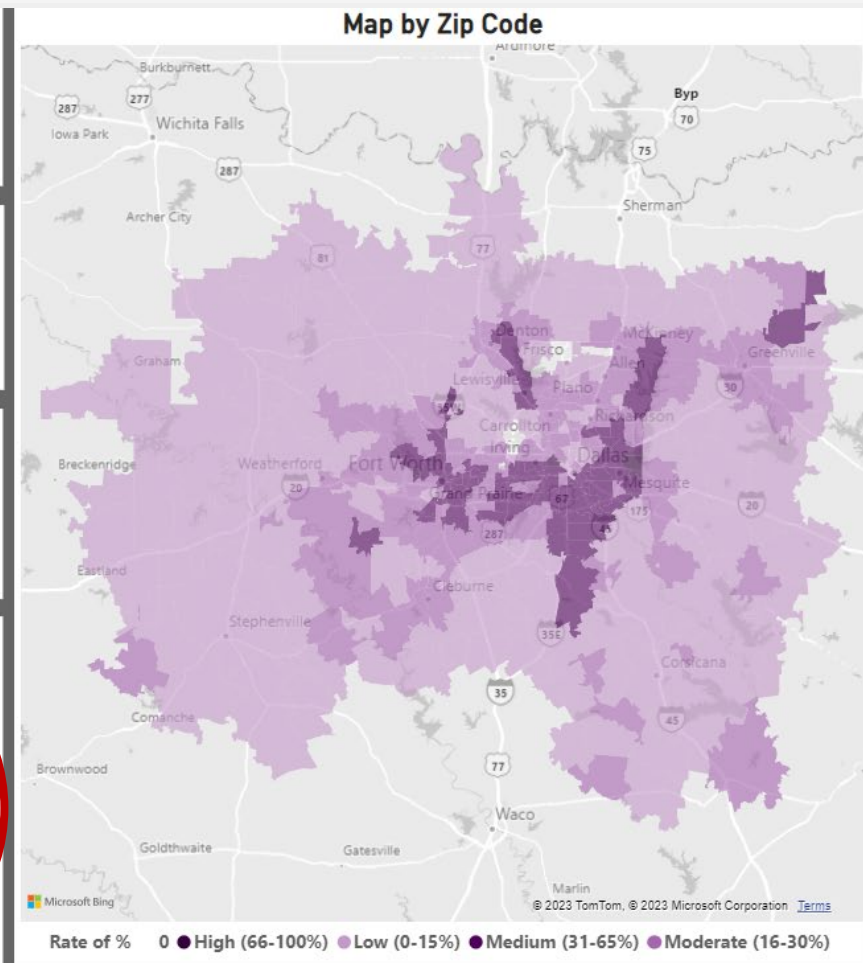 Map by Zip Code
Ardmore
Burkburnett
Byp
277
287
70
Iowa Park
Wichita Falls
75
287
Sherman
Archer City
77
81
Denton
McKinney
Frisco
Greenville
Graham
Allen
Lewisville
Plano
30
Richardson
Carrollton
Irving
Dallas
Breckenridge
Weatherford
Fort Worth
20
Grand Prairie
67
Mesquite
175
20
45
287
Eastland
Cleburne
Stephenville
35E
Corsicana
35
45
Comanche
77
Brownwood
Waco
Goldthwaite
Gatesville
Marlin
Microsoft Bing
© 2023 TomTom, © 2023 Microsoft Corporation Terms
Rate of % 0 High (66-100%) Low (0-15%) Medium (31-65%) Moderate (16-30%)